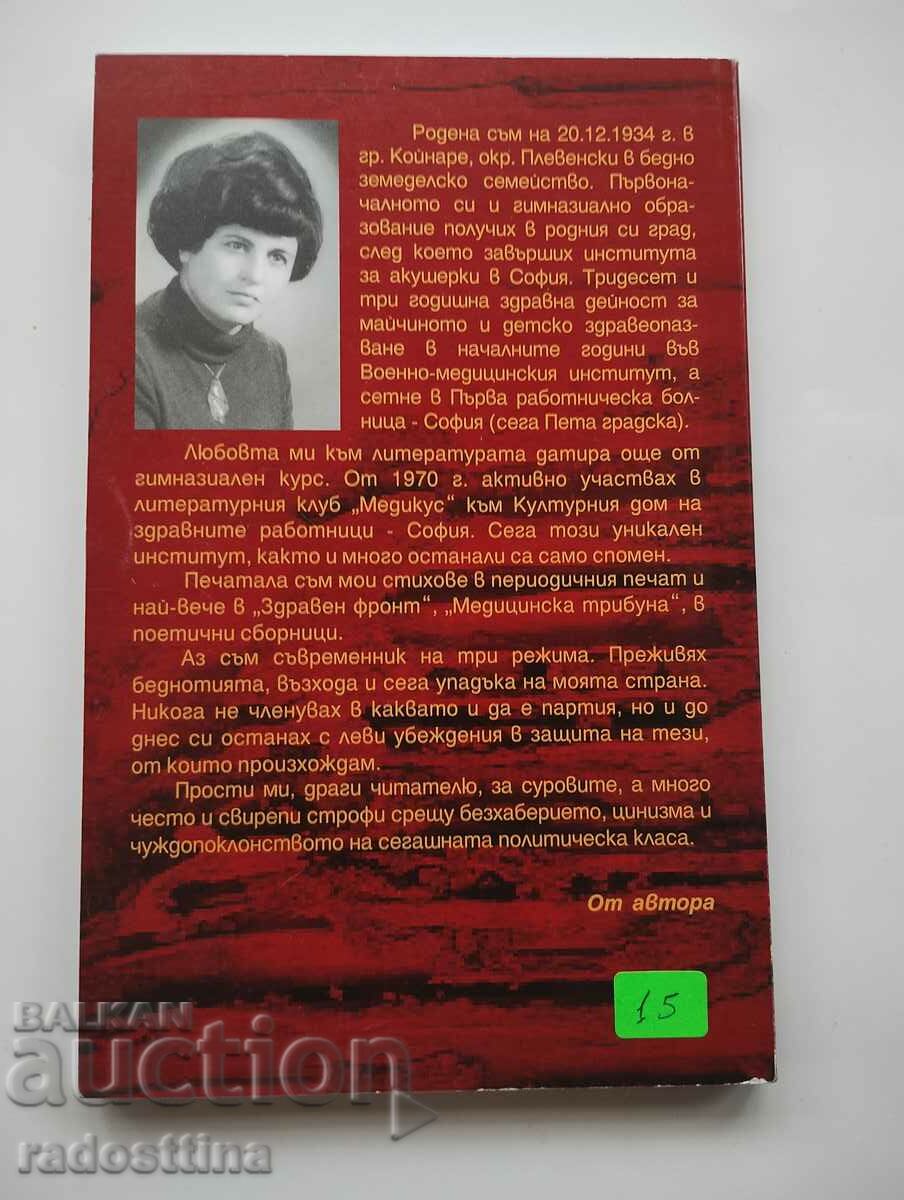 Родена съм на 20.12.1934 г. в
гр. Койнаре, окр. Плевенски в бедно
земеделско семейство. Първона-
чалното си и гимназиално обра-
зование получих в родния си град,
след което завърших института
за акушерки в София. Тридесет и
три годишна здравна дейност за
майчиното и детско здравеопаз-
ване в началните години във
Военно-медицинския институт, а
сетне в Първа работническа бол-
ница - София (сега Пета градска).
Любовта ми към литературата датира още от
гимназиален курс. От 1970 г. активно участвах в
литературния клуб „Медикус“ към Културния дом на
здравните работници - София. Сега този уникален
институт, както и много останали са само спомен.
Печатала съм мои стихове в периодичния печат и
най-вече в „Здравен фронт“, „Медицинска трибуна“, в
поетични сборници.
Аз съм съвременник на три режима. Преживях
беднотията, възхода и сега упадъка на моята страна.
Никога не членувах в каквато и да е партия, но и до
днес си останах с леви убеждения в защита на тези,
от които произхождам.
Прости ми, драги читателю, за суровите, а много
често и свирепи строфи срещу безхаберието, цинизма и
чуждопоклонството на сегашната политическа класа.
От автора
15
BALKAN
auction
radosttina